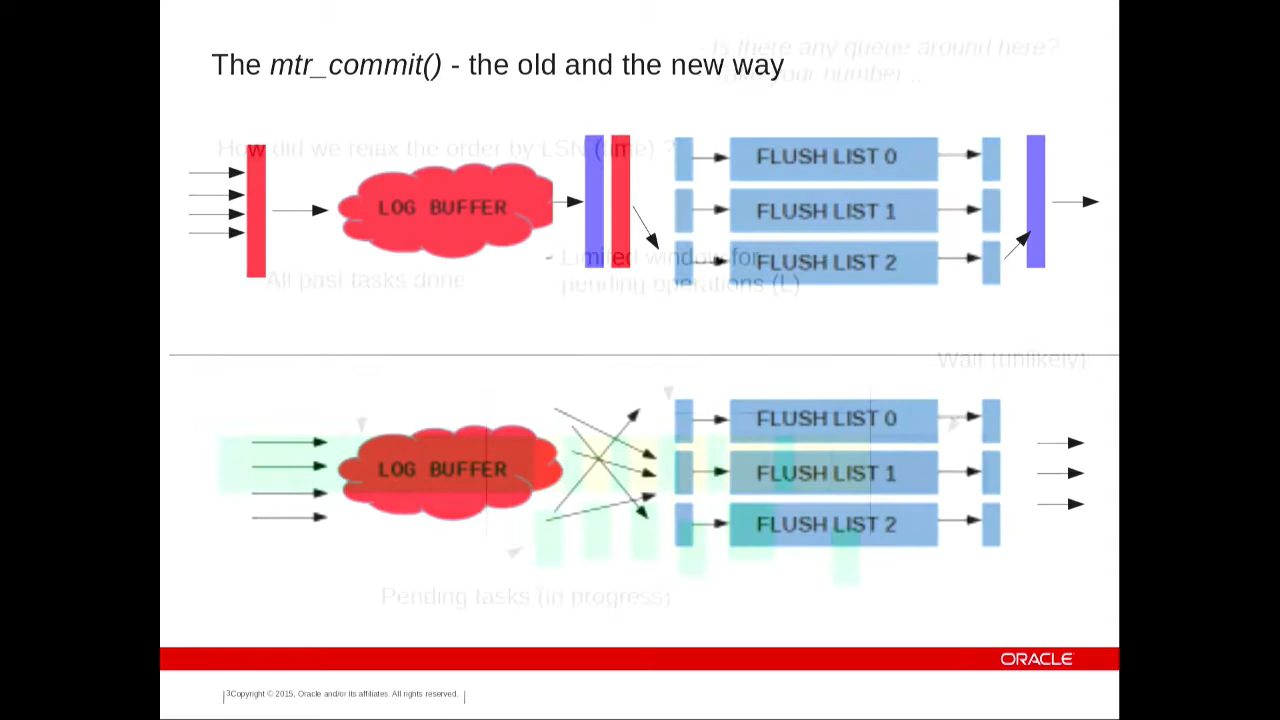 - Is there any queue around here?
your number...
The mtr_commit() - the old and the new way
How did we relax the order by LSN (time) ?
FLUSH LIST 0
LOG BUFFER
FLUSH LIST 1
- Limited window for
pending operations (L)
FLUSH LIST 2
All past tasks done
Wait (unlikely)
FLUSH LIST 0
LOG BUFFER
FLUSH LIST 1
FLUSH LIST 2
Pending tasks (in progress)
ORACLE
3Copyright © 2015, Oracle and/or its affiliates. All rights reserved.